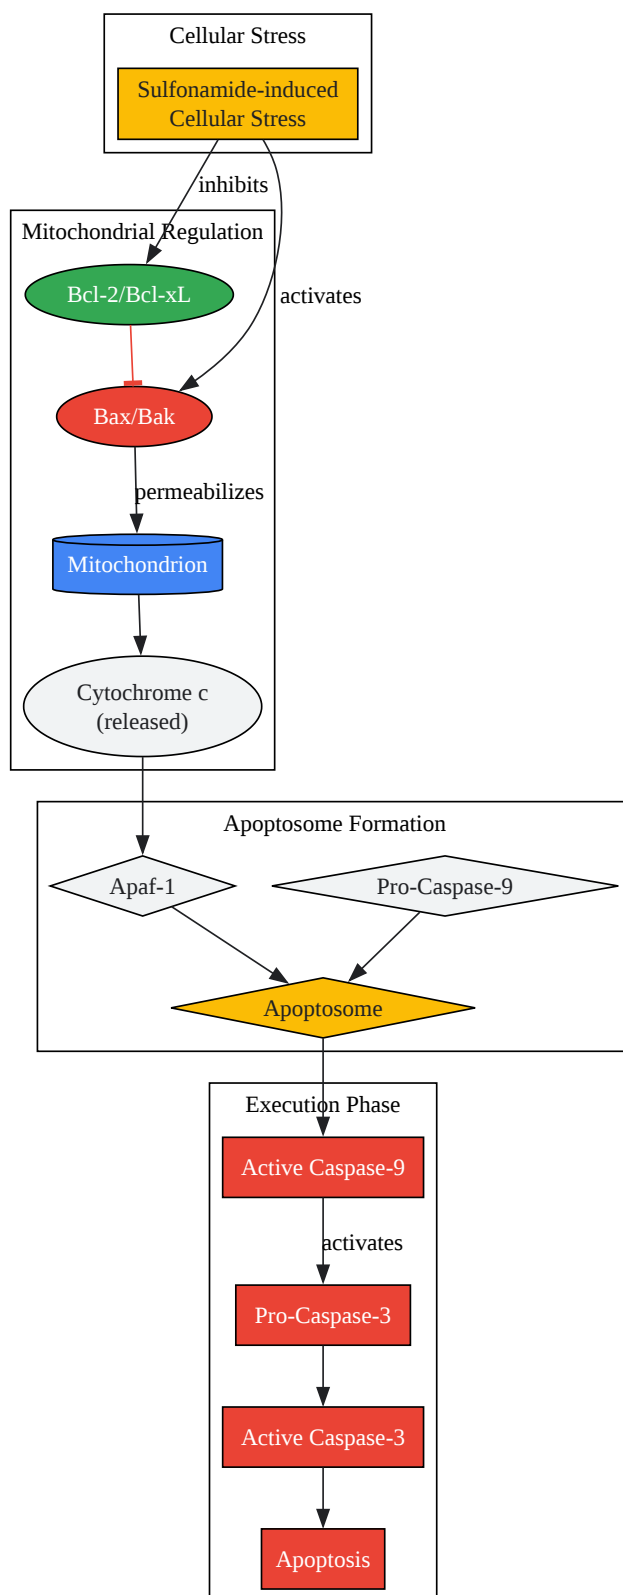 Cellular Stress
Sulfonamide-induced
Cellular Stress
inhibits
Mitochondrial Regulation
Bcl-2/Bcl-xL
activates
Bax/Bak
permeabilizes
Mitochondrion
Cytochrome c
(released)
Apoptosome Formation
Apaf-1
Pro-Caspase-9
Apoptosome
Execution Phase
Active Caspase-9
activates
Pro-Caspase-3
Active Caspase-3
Apoptosis